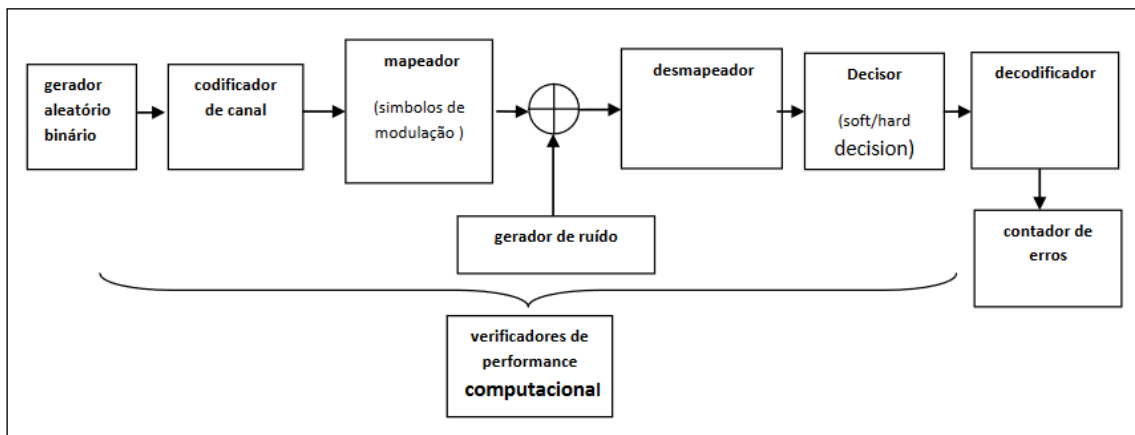 gerador
aleatório
binário
codificador
de canal
mapeador
(simbolos de
modulação )
desmapeador
Decisor
(soft/hard
decision)
decodificador
gerador de ruído
contador de
erros
verificadores de
performance
computacional